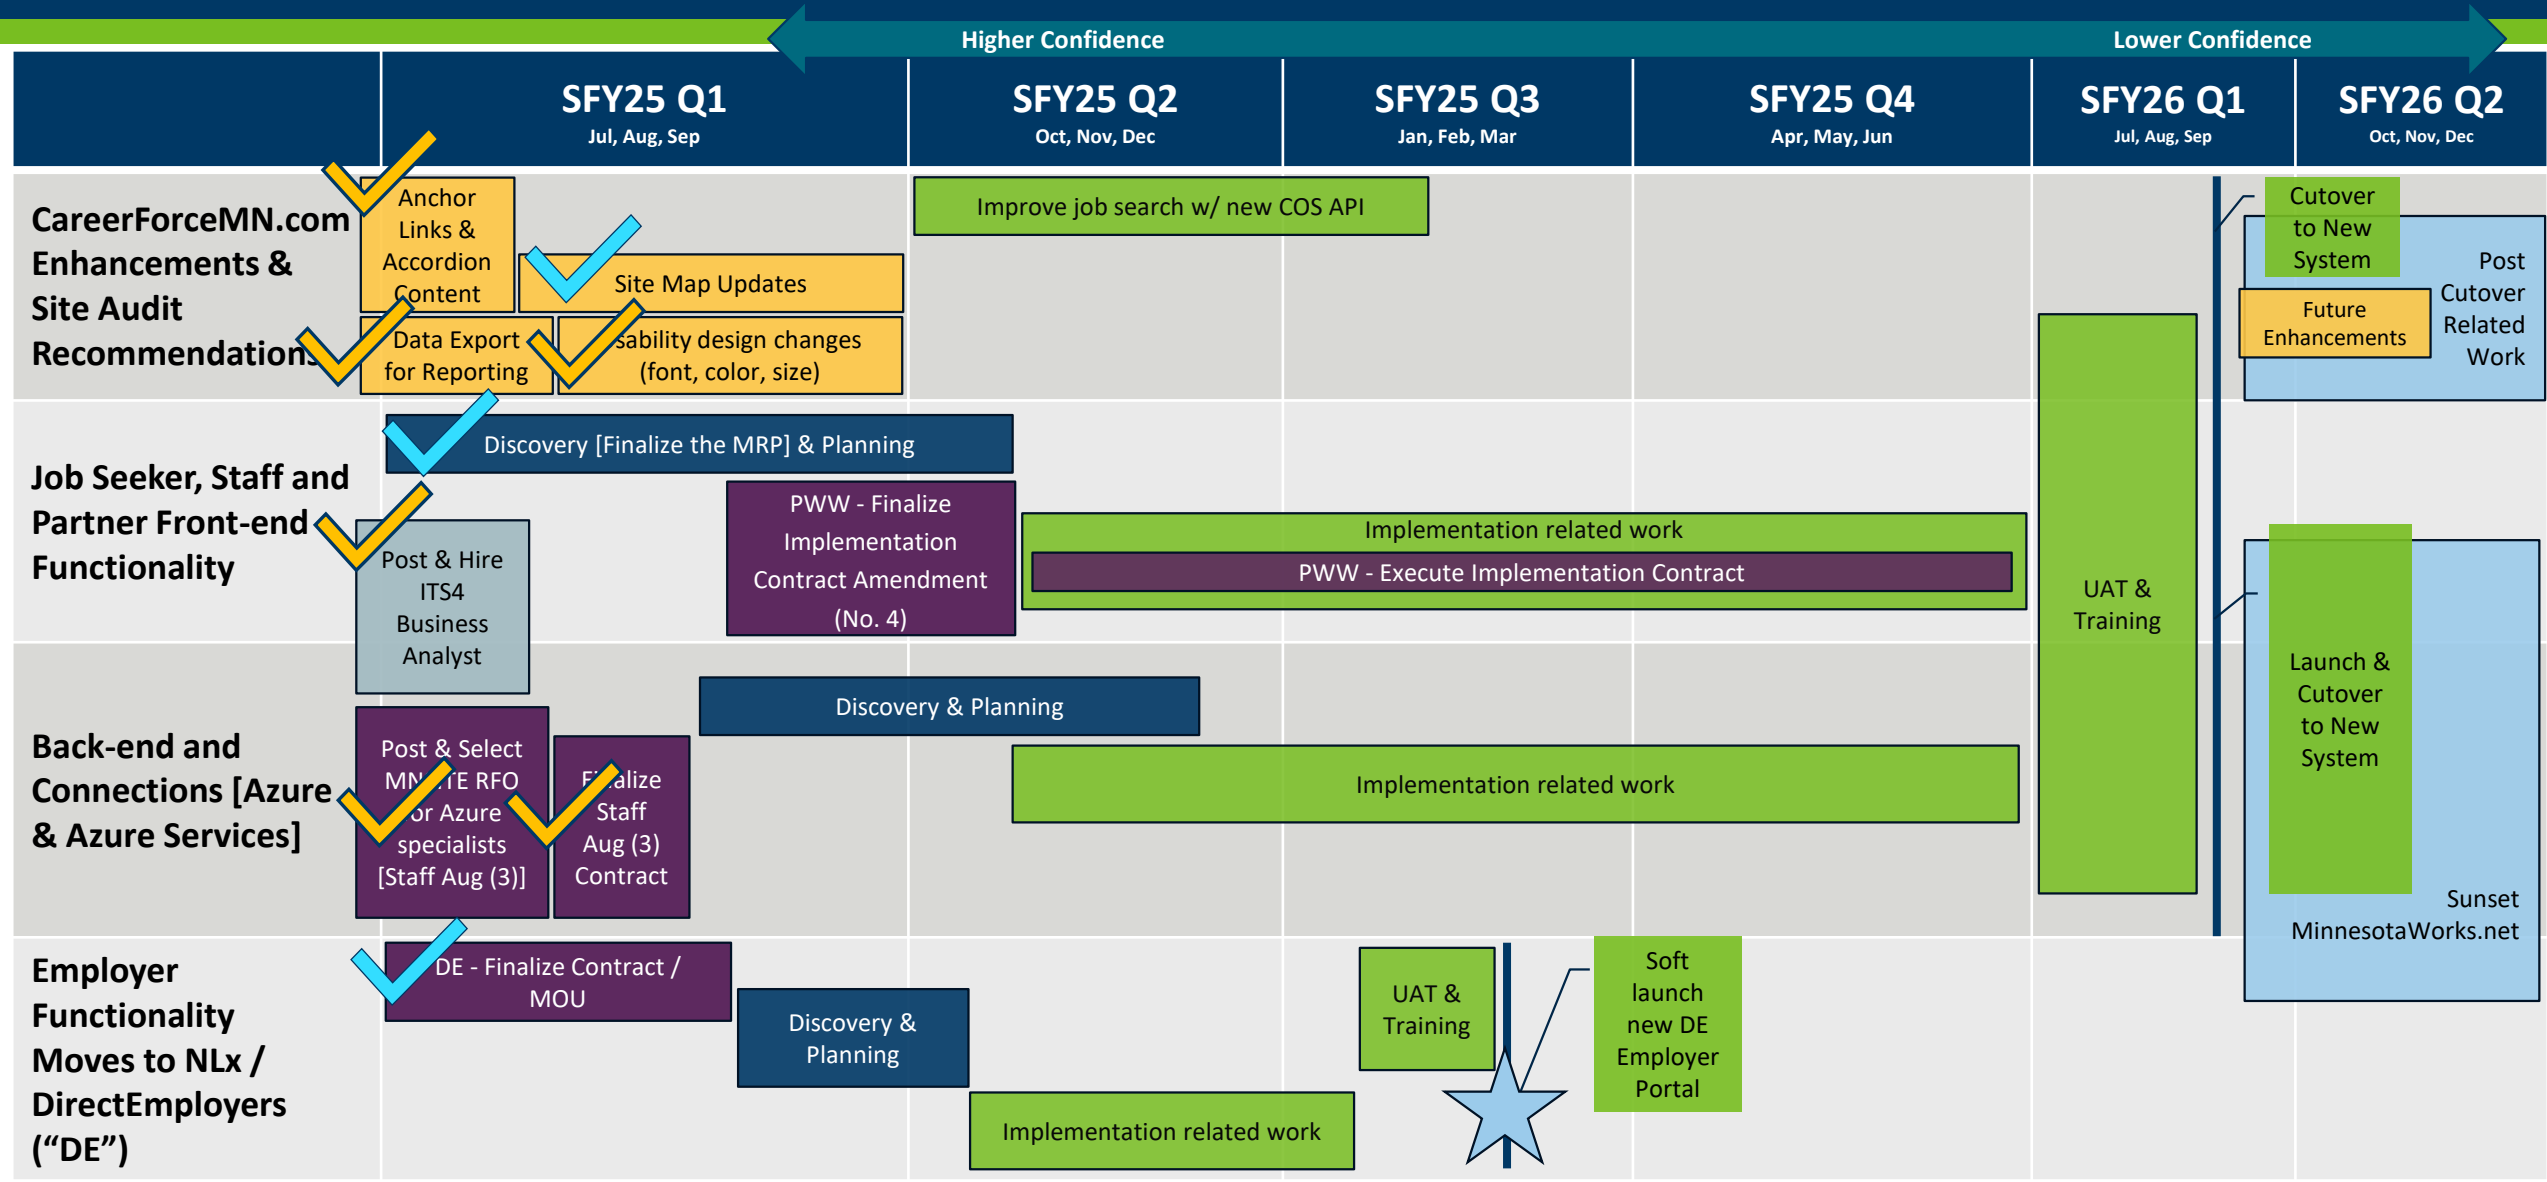 Higher Confidence
Lower Confidence
SFY25 Q1
Jul, Aug, Sep
SFY25 Q2
Oct, Nov, Dec
SFY25 Q3
Jan, Feb, Mar
SFY25 Q4
Apr, May, Jun
SFY26 Q1
Jul, Aug, Sep
SFY26 Q2
Oct, Nov, Dec
CareerForceMN.com
Enhancements &
Site Audit
Recommendations
Anchor
Links &
Accordion
Content
Site Map Updates
Data Export
for Reporting
sability design changes
(font, color, size)
Improve job search w/ new COS API
Cutover
to New
System
Post
Cutover
Related
Work
Future
Enhancements
Job Seeker, Staff and
Partner Front-end
Functionality
Discovery [Finalize the MRP] & Planning
Post & Hire
ITS4
Business
Analyst
PWW - Finalize
Implementation
Contract Amendment
(No. 4)
Implementation related work
PWW - Execute Implementation Contract
UAT &
Training
Launch &
Cutover
to New
System
Sunset
MinnesotaWorks.net
Back-end and
Connections [Azure
& Azure Services]
Post & Select
RFO
Azure
specialists
[Staff Aug (3)]
Finalize
Staff
Aug (3)
Contract
Discovery & Planning
Implementation related work
Employer
Functionality
Moves to NLx /
DirectEmployers
(“DE”)
DE - Finalize Contract /
MOU
Discovery &
Planning
Implementation related work
UAT &
Training
Soft
launch
new DE
Employer
Portal